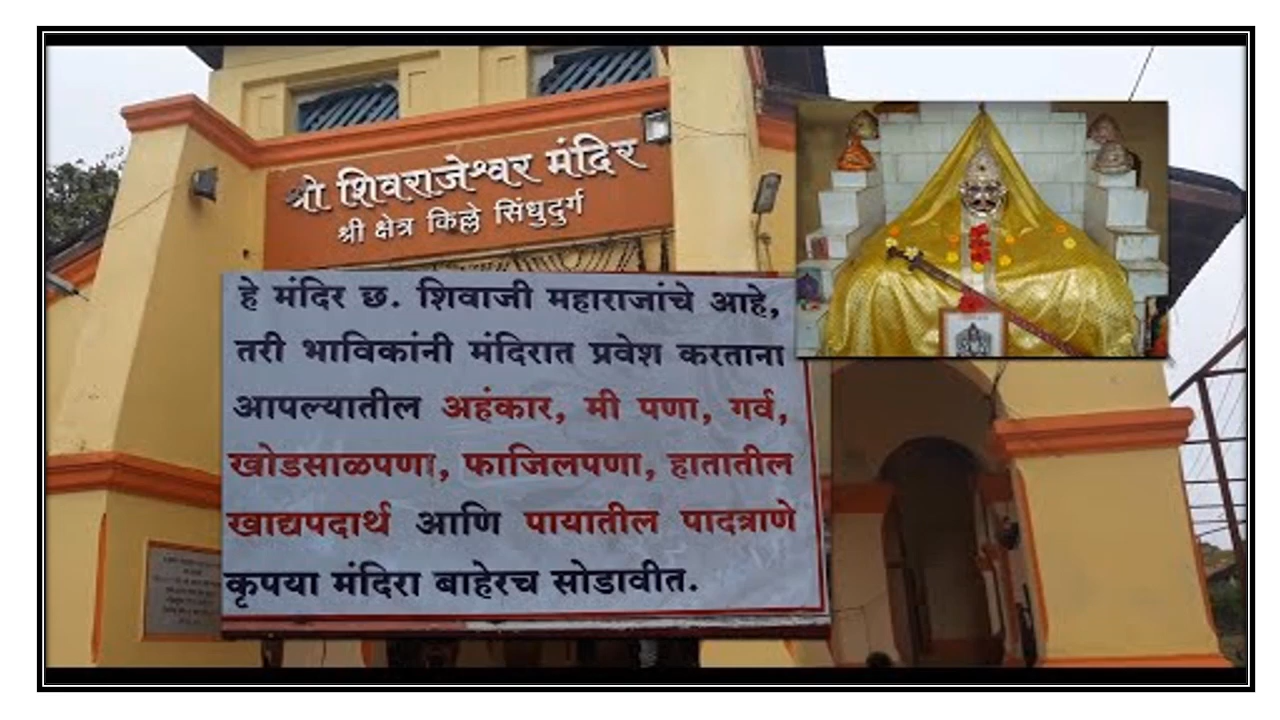 श्री शिवराजेश्वर मंदिर
श्री क्षेत्र किल्ले सिंधुदुर्ग
हे मंदिर छ. शिवाजी महाराजांचे आहे,
तरी भाविकांनी मंदिरात प्रवेश करताना
आपल्यातील अहंकार, मी पणा, गर्व,
खोडसाळपणा, फाजिलपणा, हातातील
खाद्यपदार्थ आणि पायातील पादत्राणे
कृपया मंदिरा बाहेरच सोडावीत.